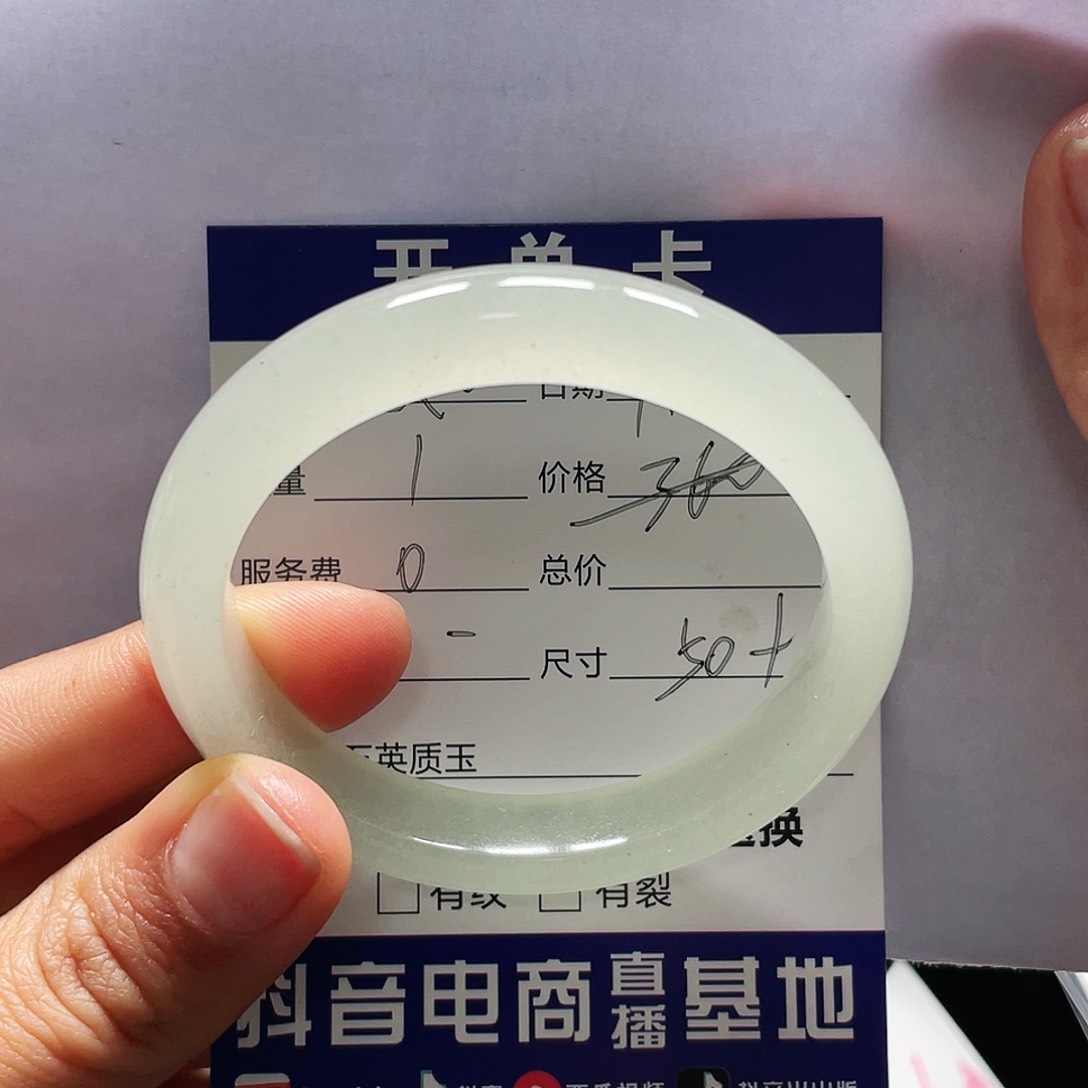 开单卡
日期
量 1 价格 360
服务费 0 总价
- 尺寸 50+
英质玉
换
有纹 有裂
抖音电商直播基地